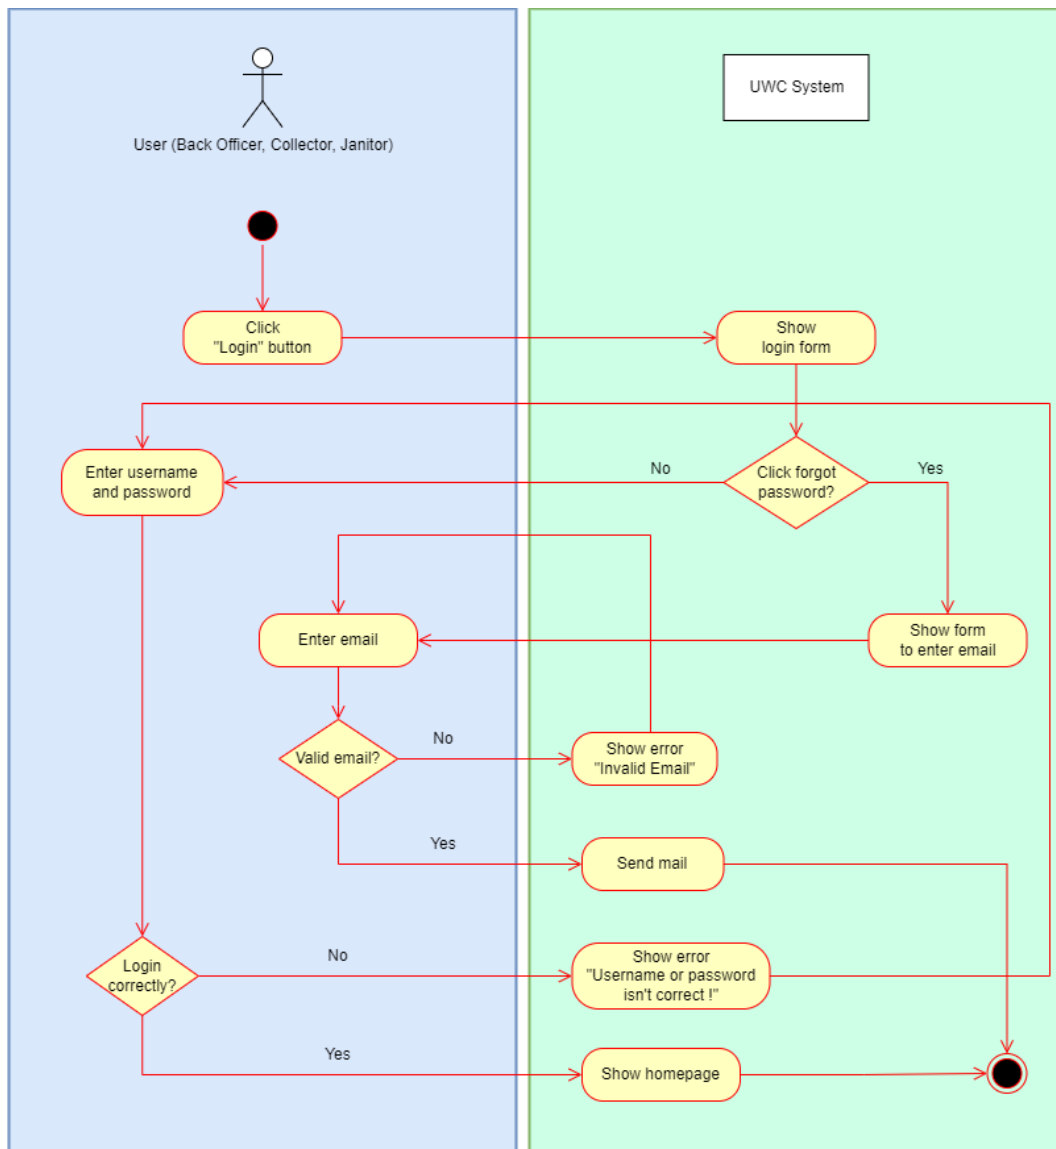 UWC System
User (Back Officer, Collector, Janitor)
Click
"Login" button
Show
login form
Enter username
and password
No
Click forgot
password?
Yes
Enter email
Show form
to enter email
Valid email?
No
Show error
"Invalid Email"
Yes
Send mail
Login
correctly?
No
Show error
"Username or password
isn't correct !"
Yes
Show homepage